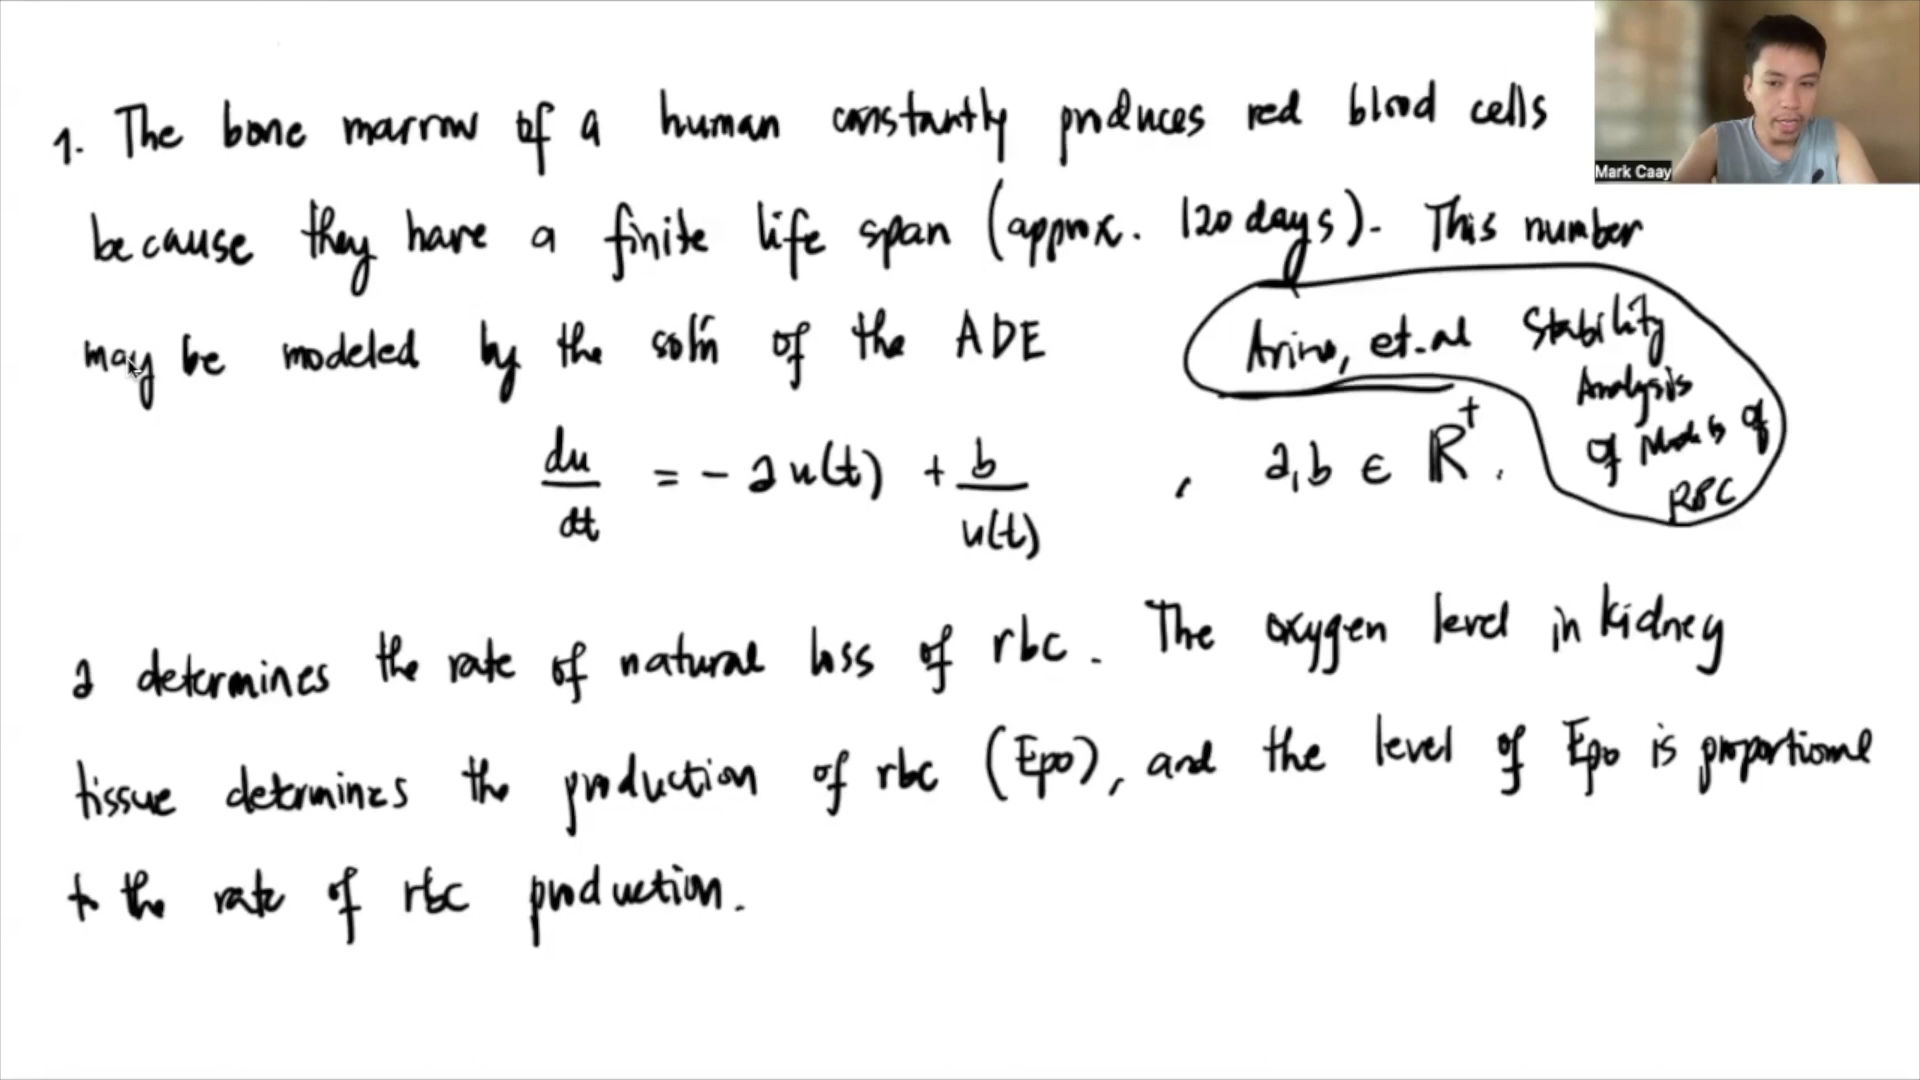 1. The bone marrow of a human constantly produces red blood cells
Mark Caay
because they have a finite life span (approx. 120 days). This number
may be modeled by the sol'n of the ADE
Arino, et.al Stability
Analysis
of Models of
RBC
du/dt = - a u(t) + b/u(t) , a,b ∈ ℝ⁺.
a determines the rate of natural loss of rbc. The oxygen level in kidney
tissue determines the production of rbc (Epo), and the level of Epo is proportional
to the rate of rbc production.